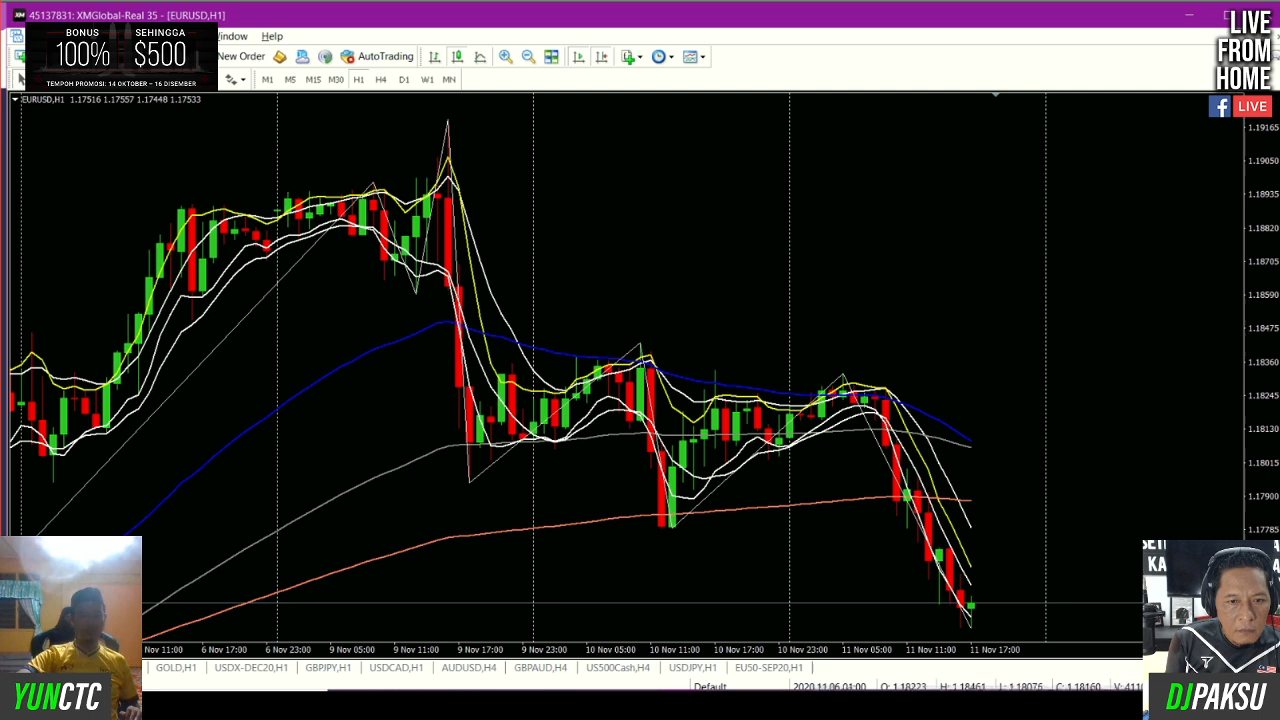 45137831: XMGlobal-Real 35 - [EURUSD,H1]
BONUS
100%
SEHINGGA
$500
TEMPOH PROMOSI: 14 OKTOBER – 16 DISEMBER
Help
New Order
AutoTrading
M1 M5 M15 M30 H1 H4 D1 W1 MN
LIVE
FROM
HOME
f LIVE
EURUSD,H1 1.17516 1.17557 1.17448 1.17533
1.19165
1.19050
1.18935
1.18820
1.18705
1.18590
1.18475
1.18360
1.18245
1.18130
1.18015
1.17900
1.17785
Nov 11:00 6 Nov 17:00 6 Nov 23:00 9 Nov 05:00 9 Nov 11:00 9 Nov 17:00 9 Nov 23:00 10 Nov 05:00 10 Nov 11:00 10 Nov 17:00 10 Nov 23:00 11 Nov 05:00 11 Nov 11:00 11 Nov 17:00
GOLD,H1 USDX-DEC20,H1 GBPJPY,H1 USDCAD,H1 AUDUSD,H4 GBPAUD,H4 US500Cash,H4 USDJPY,H1 EU50-SEP20,H1
Default 2020.11.06 04:00 O: 1.18223 H: 1.18461 L: 1.18076 C: 1.18160
YUNCTC
DJPAKSU